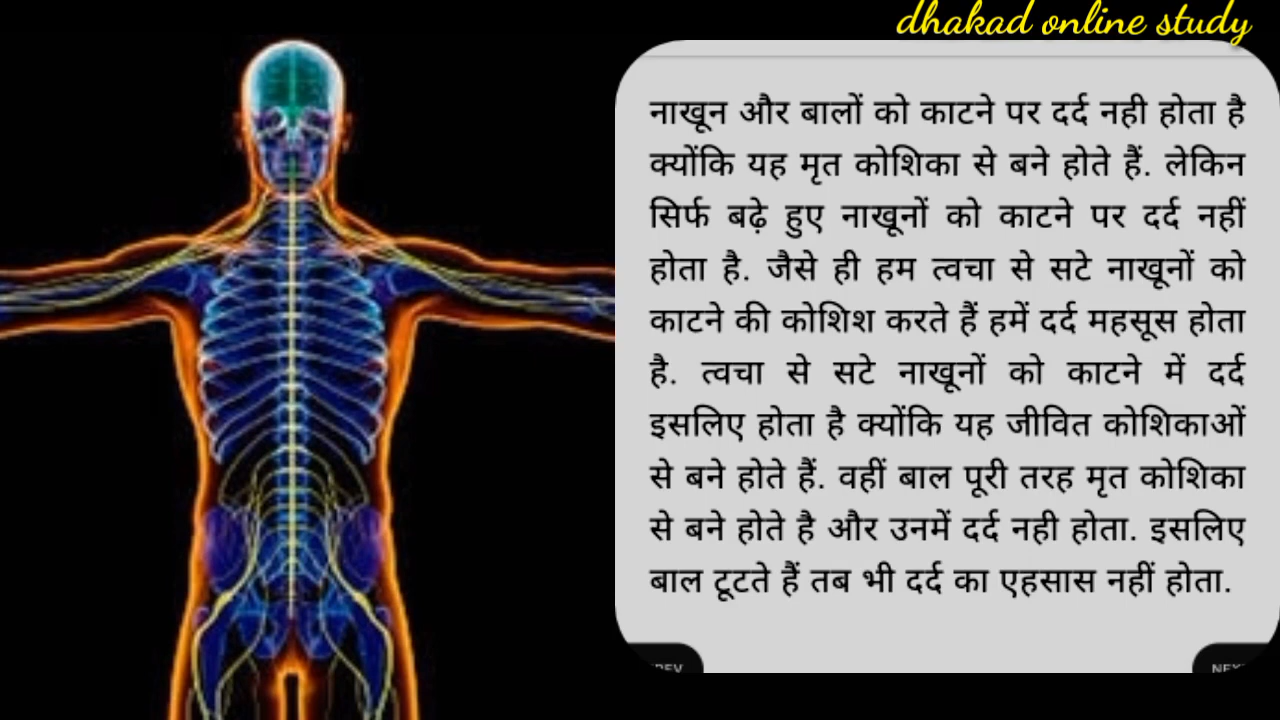 dhakad online study
नाखून और बालों को काटने पर दर्द नही होता है
क्योंकि यह मृत कोशिका से बने होते हैं. लेकिन
सिर्फ बढ़े हुए नाखूनों को काटने पर दर्द नहीं
होता है. जैसे ही हम त्वचा से सटे नाखूनों को
काटने की कोशिश करते हैं हमें दर्द महसूस होता
है. त्वचा से सटे नाखूनों को काटने में दर्द
इसलिए होता है क्योंकि यह जीवित कोशिकाओं
से बने होते हैं. वहीं बाल पूरी तरह मृत कोशिका
से बने होते है और उनमें दर्द नही होता. इसलिए
बाल टूटते हैं तब भी दर्द का एहसास नहीं होता.